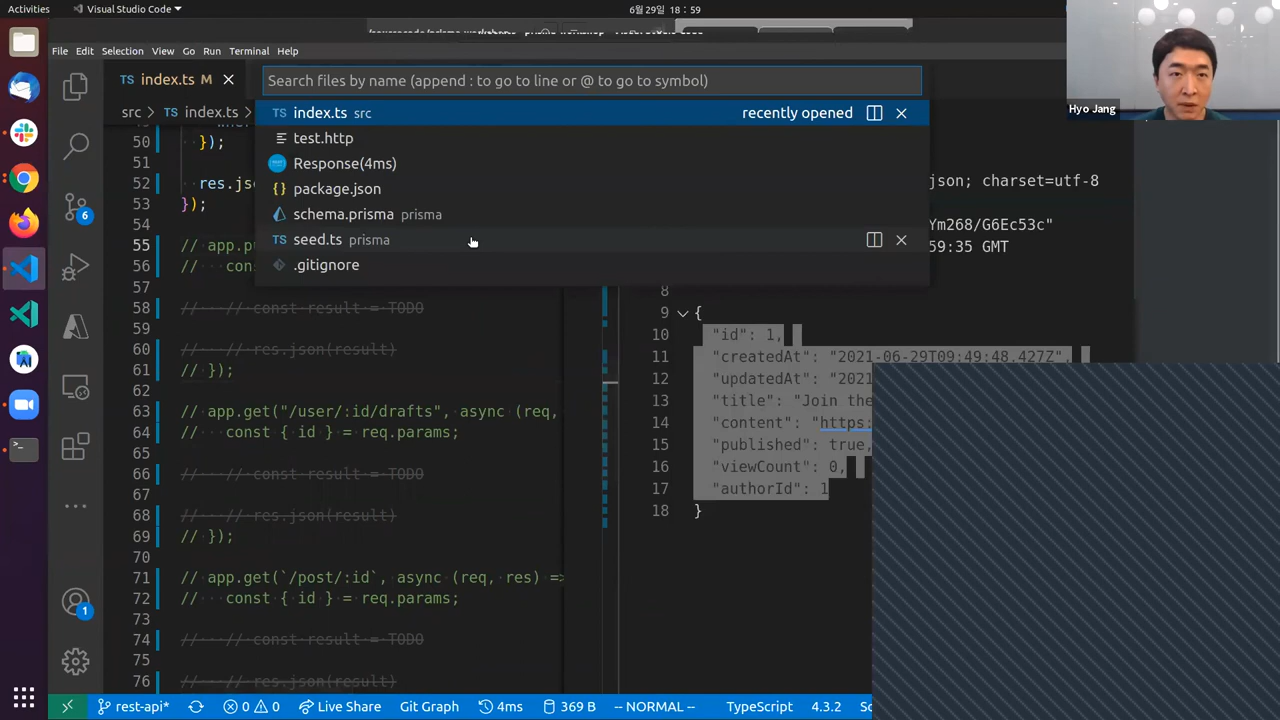 Activities
Visual Studio Code
6월29일 18 : 59
File Edit Selection View Go Run Terminal Help
Hyo Jang
TS index.ts M
Search files by name (append : to go to line or @ to go to symbol)
src > TS index.ts >
TS index.ts src recently opened
test.http
Response(4ms)
{} package.json
schema.prisma prisma
TS seed.ts prisma
.gitignore
50 });
51
52 res.jso
53 });
54
55 // app.p
56 // con
57
58 // // const result = TODO
59
60 // // res.json(result)
61 // });
62
63 // app.get("/user/:id/drafts", async (req,
64 // const { id } = req.params;
65
66 // // const result = TODO
67
68 // // res.json(result)
69 // });
70
71 // app.get(`/post/:id`, async (req, res) =>
72 // const { id } = req.params;
73
74 // // const result = TODO
75
76 // // res.json(result)
json; charset=utf-8
Ym268/G6Ec53c"
59:35 GMT
8
9 {
10 "id": 1,
11 "createdAt": "2021-06-29T09:49:48.427Z",
12 "updatedAt": "2021
13 "title": "Join the
14 "content": "https:
15 "published": true,
16 "viewCount": 0,
17 "authorId": 1
18 }
6
1
rest-api* 0 0 Live Share Git Graph 4ms 369 B -- NORMAL -- TypeScript 4.3.2